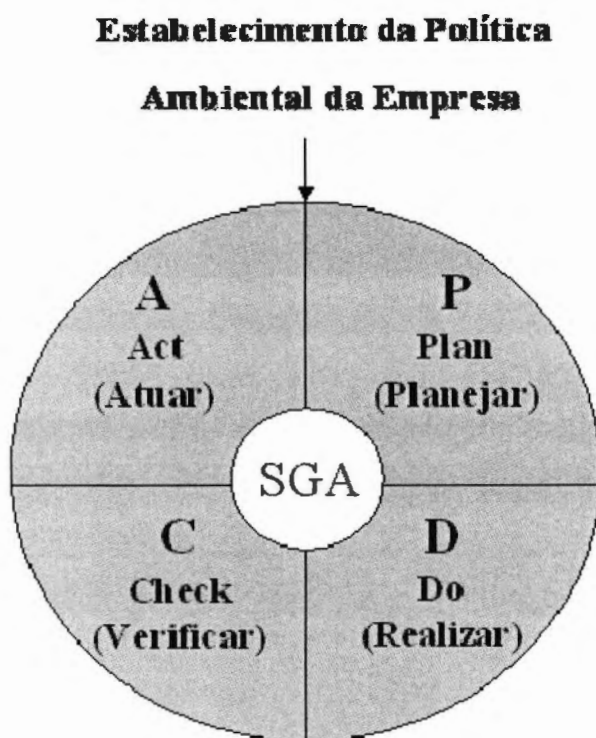 Estabelecimento da Política
Ambiental da Empresa
A
Act
(Atuar)
P
Plan
(Planejar)
SGA
C
Check
(Verificar)
D
Do
(Realizar)